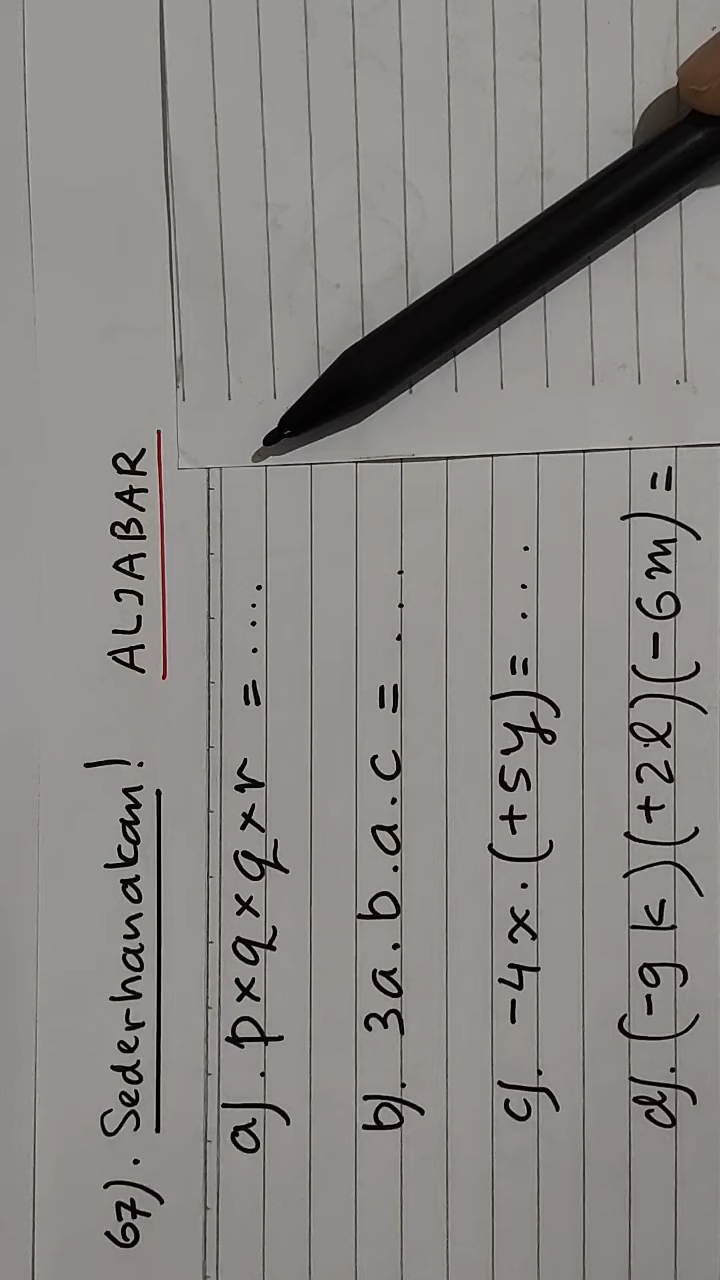 67). Sederhanakan! ALJABAR
a). p×q×q×r = .....
b). 3a.b.a.c = ....
c). -4x.(+5y) = ....
d). (-9k)(+2l)(-6m) =